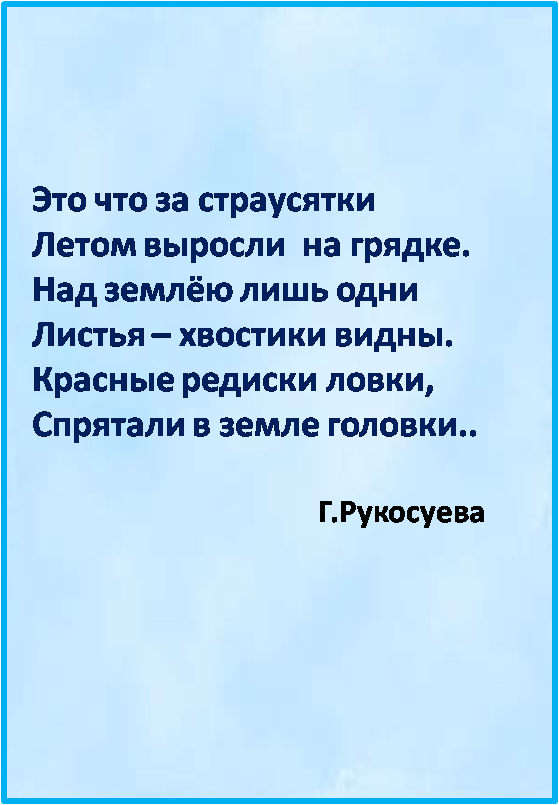 Это что за страусятки
Летом выросли  на грядке.
Над землёю лишь одни
Листья – хвостики видны.
Красные редиски ловки,
Спрятали в земле головки..
Г.Рукосуева